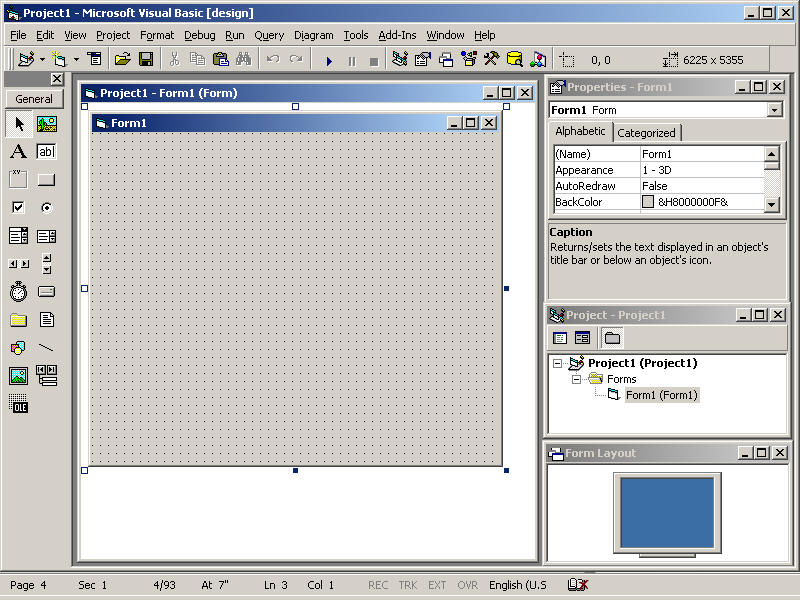 Project1 - Microsoft Visual Basic [design]
File Edit View Project Format Debug Run Query Diagram Tools Add-Ins Window Help
0, 0 6225 x 5355
General
A ab|
xv
OLE
Project1 - Form1 (Form)
Form1
Properties - Form1
Form1 Form
Alphabetic Categorized
(Name) Form1
Appearance 1 - 3D
AutoRedraw False
BackColor &H8000000F&
Caption
Returns/sets the text displayed in an object's
title bar or below an object's icon.
Project - Project1
Project1 (Project1)
Forms
Form1 (Form1)
Form Layout
Page 4 Sec 1 4/93 At 7" Ln 3 Col 1 REC TRK EXT OVR English (U.S